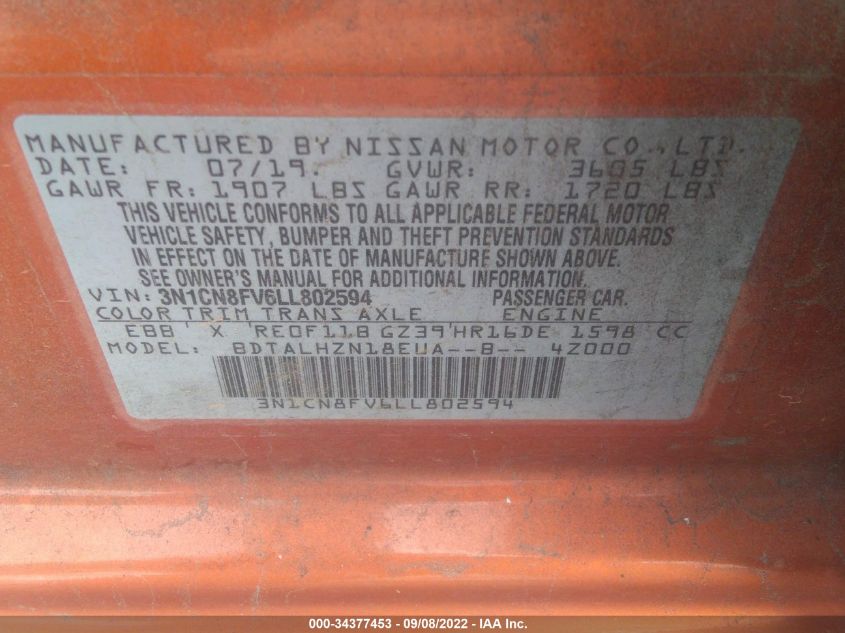 MANUFACTURED BY NISSAN MOTOR CO.,LTD.
DATE: 07/19. GVWR: 3605 LBS
GAWR FR: 1907 LBS GAWR RR: 1720 LBS
THIS VEHICLE CONFORMS TO ALL APPLICABLE FEDERAL MOTOR
VEHICLE SAFETY, BUMPER AND THEFT PREVENTION STANDARDS
IN EFFECT ON THE DATE OF MANUFACTURE SHOWN ABOVE.
SEE OWNER'S MANUAL FOR ADDITIONAL INFORMATION.
VIN: 3N1CN8FV6LL802594 PASSENGER CAR.
COLOR TRIM TRANS AXLE ENGINE
EBB' X 'RE0F11B GZ39'HR16DE 1598 CC
MODEL: BDTALHZN18EUA--B-- 4Z000
3N1CN8FV6LL802594
000-34377453 - 09/08/2022 - IAA Inc.